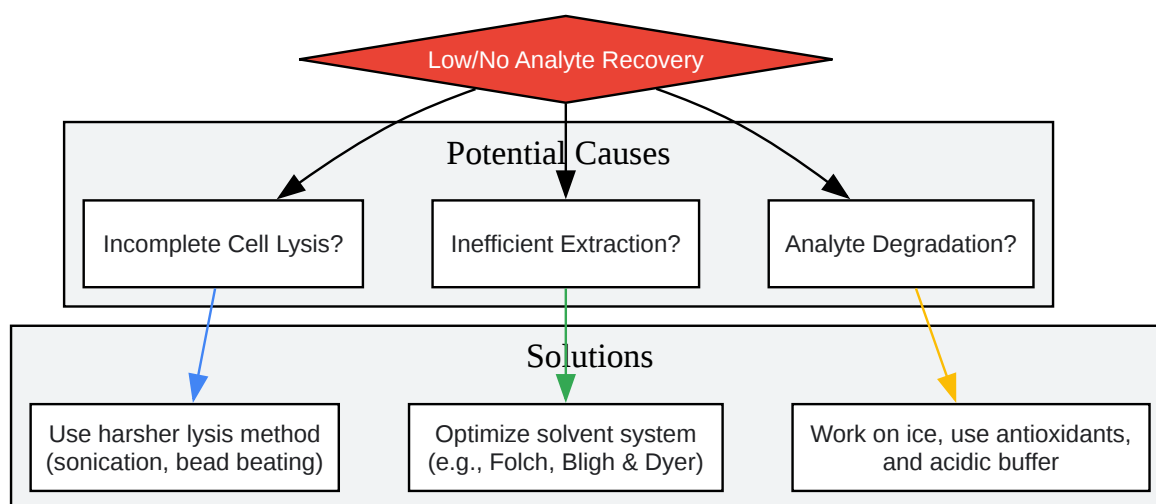 Low/No Analyte Recovery
Potential Causes
Incomplete Cell Lysis?
Inefficient Extraction?
Analyte Degradation?
Solutions
Use harsher lysis method
(sonication, bead beating)
Optimize solvent system
(e.g., Folch, Bligh & Dyer)
Work on ice, use antioxidants,
and acidic buffer